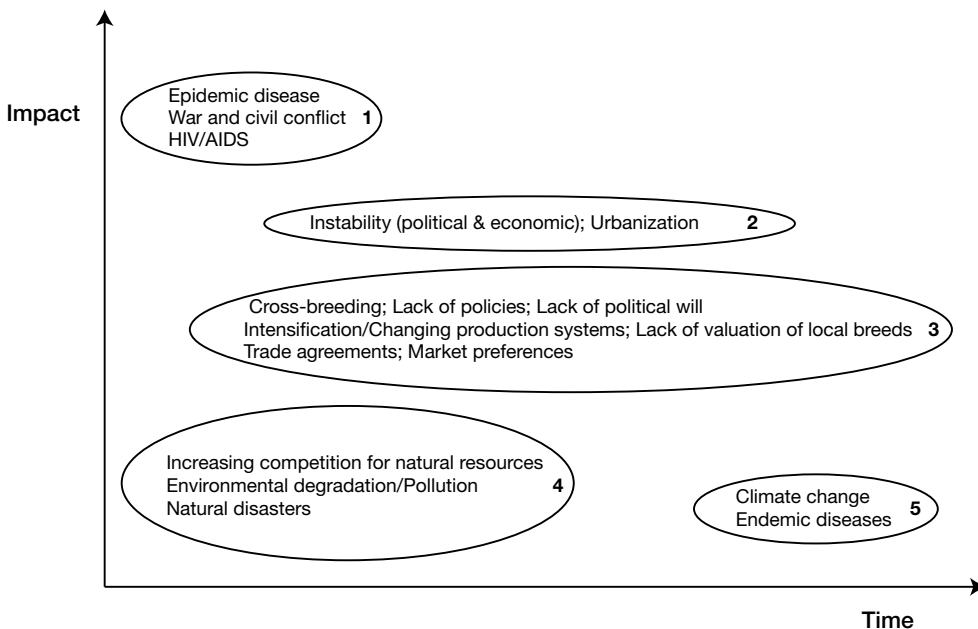 Impact
Epidemic disease
War and civil conflict 1
HIV/AIDS
Instability (political & economic); Urbanization 2
Cross-breeding; Lack of policies; Lack of political will
Intensification/Changing production systems; Lack of valuation of local breeds 3
Trade agreements; Market preferences
Increasing competition for natural resources
Environmental degradation/Pollution 4
Natural disasters
Climate change
Endemic diseases 5
Time